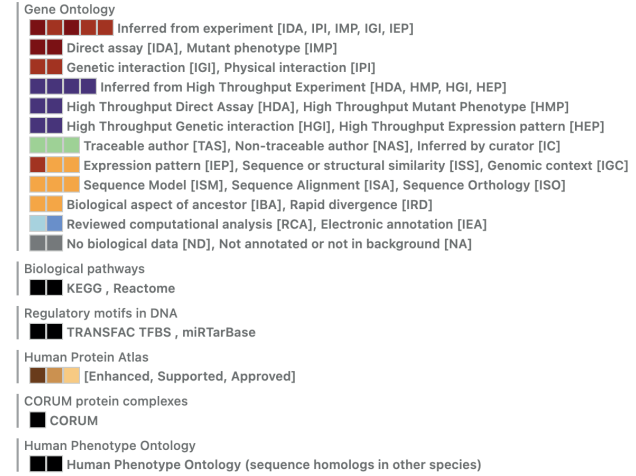 Gene Ontology
Inferred from experiment [IDA, IPI, IMP, IGI, IEP]
Direct assay [IDA], Mutant phenotype [IMP]
Genetic interaction [IGI], Physical interaction [IPI]
Inferred from High Throughput Experiment [HDA, HMP, HGI, HEP]
High Throughput Direct Assay [HDA], High Throughput Mutant Phenotype [HMP]
High Throughput Genetic interaction [HGI], High Throughput Expression pattern [HEP]
Traceable author [TAS], Non-traceable author [NAS], Inferred by curator [IC]
Expression pattern [IEP], Sequence or structural similarity [ISS], Genomic context [IGC]
Sequence Model [ISM], Sequence Alignment [ISA], Sequence Orthology [ISO]
Biological aspect of ancestor [IBA], Rapid divergence [IRD]
Reviewed computational analysis [RCA], Electronic annotation [IEA]
No biological data [ND], Not annotated or not in background [NA]
Biological pathways
KEGG , Reactome
Regulatory motifs in DNA
TRANSFAC TFBS , miRTarBase
Human Protein Atlas
[Enhanced, Supported, Approved]
CORUM protein complexes
CORUM
Human Phenotype Ontology
Human Phenotype Ontology (sequence homologs in other species)